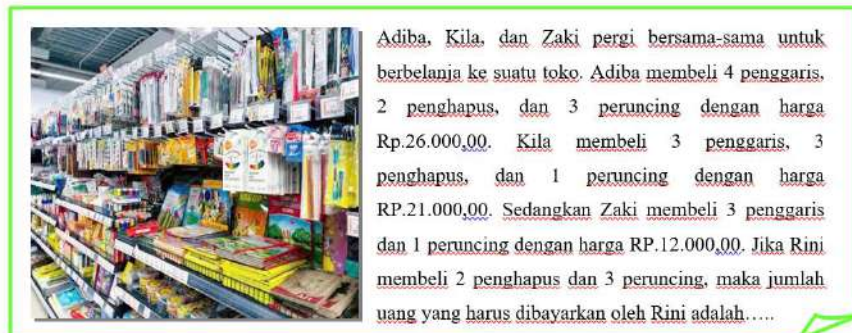 Adiba, Kila, dan Zaki pergi bersama-sama untuk
berbelanja ke suatu toko. Adiba membeli 4 penggaris,
2 penghapus, dan 3 peruncing dengan harga
Rp.26.000,00. Kila membeli 3 penggaris, 3
penghapus, dan 1 peruncing dengan harga
RP.21.000,00. Sedangkan Zaki membeli 3 penggaris
dan 1 peruncing dengan harga RP.12.000,00. Jika Rini
membeli 2 penghapus dan 3 peruncing, maka jumlah
uang yang harus dibayarkan oleh Rini adalah…..